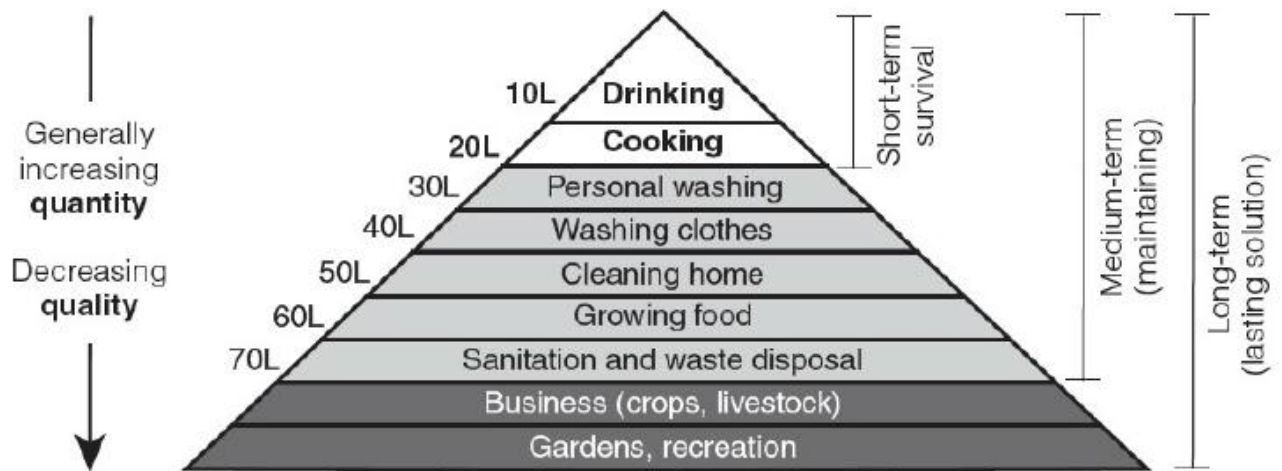 Generally
increasing
quantity
Decreasing
quality
10L Drinking
20L Cooking
30L Personal washing
40L Washing clothes
50L Cleaning home
60L Growing food
70L Sanitation and waste disposal
Business (crops, livestock)
Gardens, recreation
Short-term
survival
Medium-term
(maintaining)
Long-term
(lasting solution)